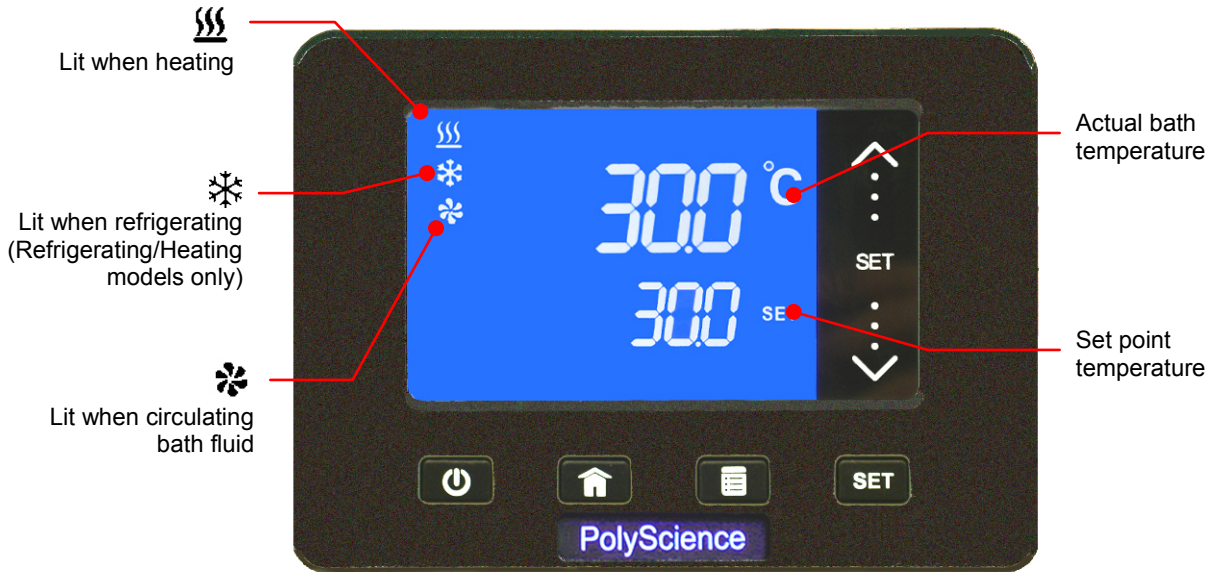 Lit when heating
Lit when refrigerating
(Refrigerating/Heating
models only)
Lit when circulating
bath fluid
30.0 °C
30.0 SET
SET
Actual bath
temperature
Set point
temperature
SET
PolyScience